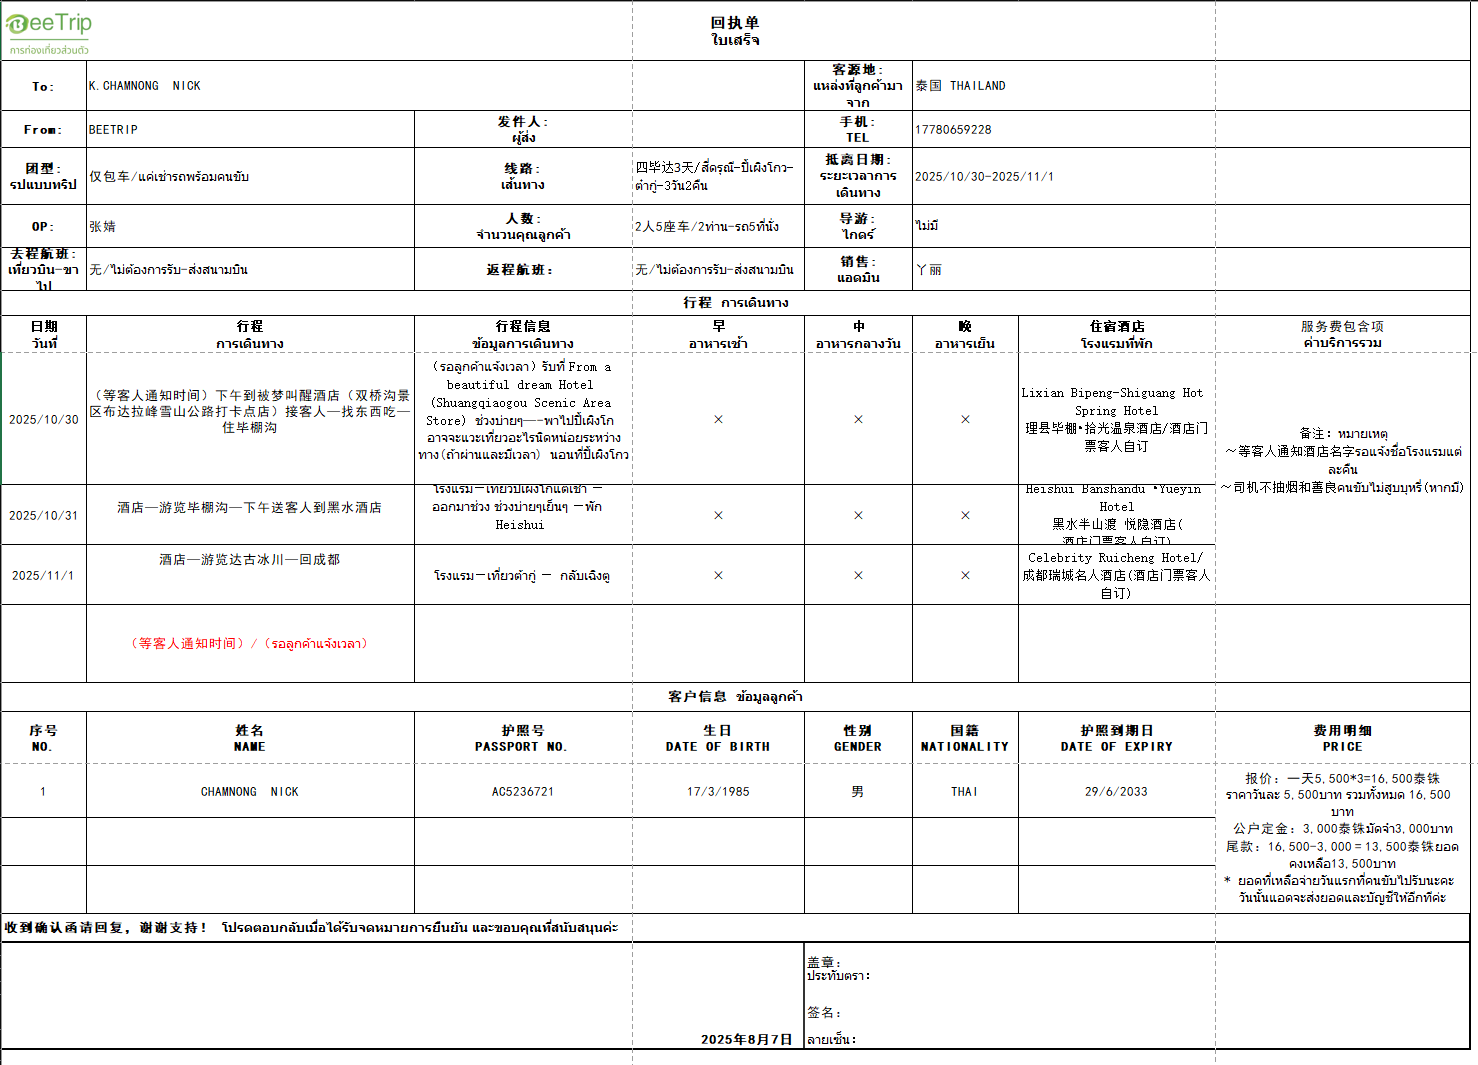 BeeTrip
การท่องเที่ยวส่วนตัว
回执单
ใบเสร็จ
To:
K.CHAMNONG  NICK
客源地:
แหล่งที่ลูกค้ามา
จาก
泰国 THAILAND
From:
BEETRIP
发件人:
ผู้ส่ง
手机:
TEL
17780659228
团型:
รปแบบทริป
仅包车/แค่เช่ารถพร้อมคนขับ
线路:
เส้นทาง
四毕达3天/สี่ดรุณี-ปี้เผิงโกว-
ต๋ากู่-3วัน2คืน
抵离日期:
ระยะเวลาการ
เดินทาง
2025/10/30-2025/11/1
OP:
张婧
人数:
จำนวนคุณลูกค้า
2人5座车/2ท่าน-รถ5ที่นั่ง
导游:
ไกดร์
ไม่มี
去程航班:
เที่ยวบิน-ขา
ไป
无/ไม่ต้องการรับ-ส่งสนามบิน
返程航班:
无/ไม่ต้องการรับ-ส่งสนามบิน
销售:
แอดมิน
丫丽
行程 การเดินทาง
日期
วันที่
行程
การเดินทาง
行程信息
ข้อมูลการเดินทาง
早
อาหารเช้า
中
อาหารกลางวัน
晚
อาหารเย็น
住宿酒店
โรงแรมที่พัก
服务费包含项
ค่าบริการรวม
2025/10/30
（等客人通知时间）下午到被梦叫醒酒店（双桥沟景
区布达拉峰雪山公路打卡点店）接客人—找东西吃—
住毕棚沟
（รอลูกค้าแจ้งเวลา）รับที่ From a
beautiful dream Hotel
(Shuangqiaogou Scenic Area
Store) ช่วงบ่ายๆ—-พาไปปี้เผิงโก
อาจจะแวะเที่ยวอะไรนิดหน่อยระหว่าง
ทาง(ถ้าผ่านและมีเวลา) นอนที่ปี้เผิงโกว
×
×
×
Lixian Bipeng-Shiguang Hot
Spring Hotel
理县毕棚•拾光温泉酒店/酒店门
票客人自订
备注: หมายเหตุ
～等客人通知酒店名字รอแจ้งชื่อโรงแรมแต่
ละคืน
～司机不抽烟和善良คนขับไม่สูบบุหรี่(หากมี)
2025/10/31
酒店—游览毕棚沟—下午送客人到黑水酒店
โรงแรม—เที่ยวปี้เผิงโกแต่เช้า —
ออกมาช่วง ช่วงบ่ายๆเย็นๆ —พัก
Heishui
×
×
×
Heishui Banshandu •Yueyin
Hotel
黑水半山渡 悦隐酒店(
酒店门票客人自订)
2025/11/1
酒店—游览达古冰川—回成都
โรงแรม—เที่ยวต๋ากู่ — กลับเฉิงตู
×
×
×
Celebrity Ruicheng Hotel/
成都瑞城名人酒店(酒店门票客人
自订)
（等客人通知时间）/（รอลูกค้าแจ้งเวลา）
客户信息 ข้อมูลลูกค้า
序号
NO.
姓名
NAME
护照号
PASSPORT NO.
生日
DATE OF BIRTH
性别
GENDER
国籍
NATIONALITY
护照到期日
DATE OF EXPIRY
费用明细
PRICE
1
CHAMNONG  NICK
AC5236721
17/3/1985
男
THAI
29/6/2033
报价: 一天5,500*3=16,500泰铢
ราคาวันละ 5,500บาท รวมทั้งหมด 16,500
บาท
公户定金: 3,000泰铢มัดจำ3,000บาท
尾款: 16,500-3,000＝13,500泰铢ยอด
คงเหลือ13,500บาท
* ยอดที่เหลือจ่ายวันแรกที่คนขับไปรับนะคะ
วันนั้นแอดจะส่งยอดและบัญชีให้อีกทีค่ะ
收到确认函请回复，谢谢支持！ โปรดตอบกลับเมื่อได้รับจดหมายการยืนยัน และขอบคุณที่สนับสนุนค่ะ
盖章:
ประทับตรา:
签名:
2025年8月7日
ลายเซ็น: